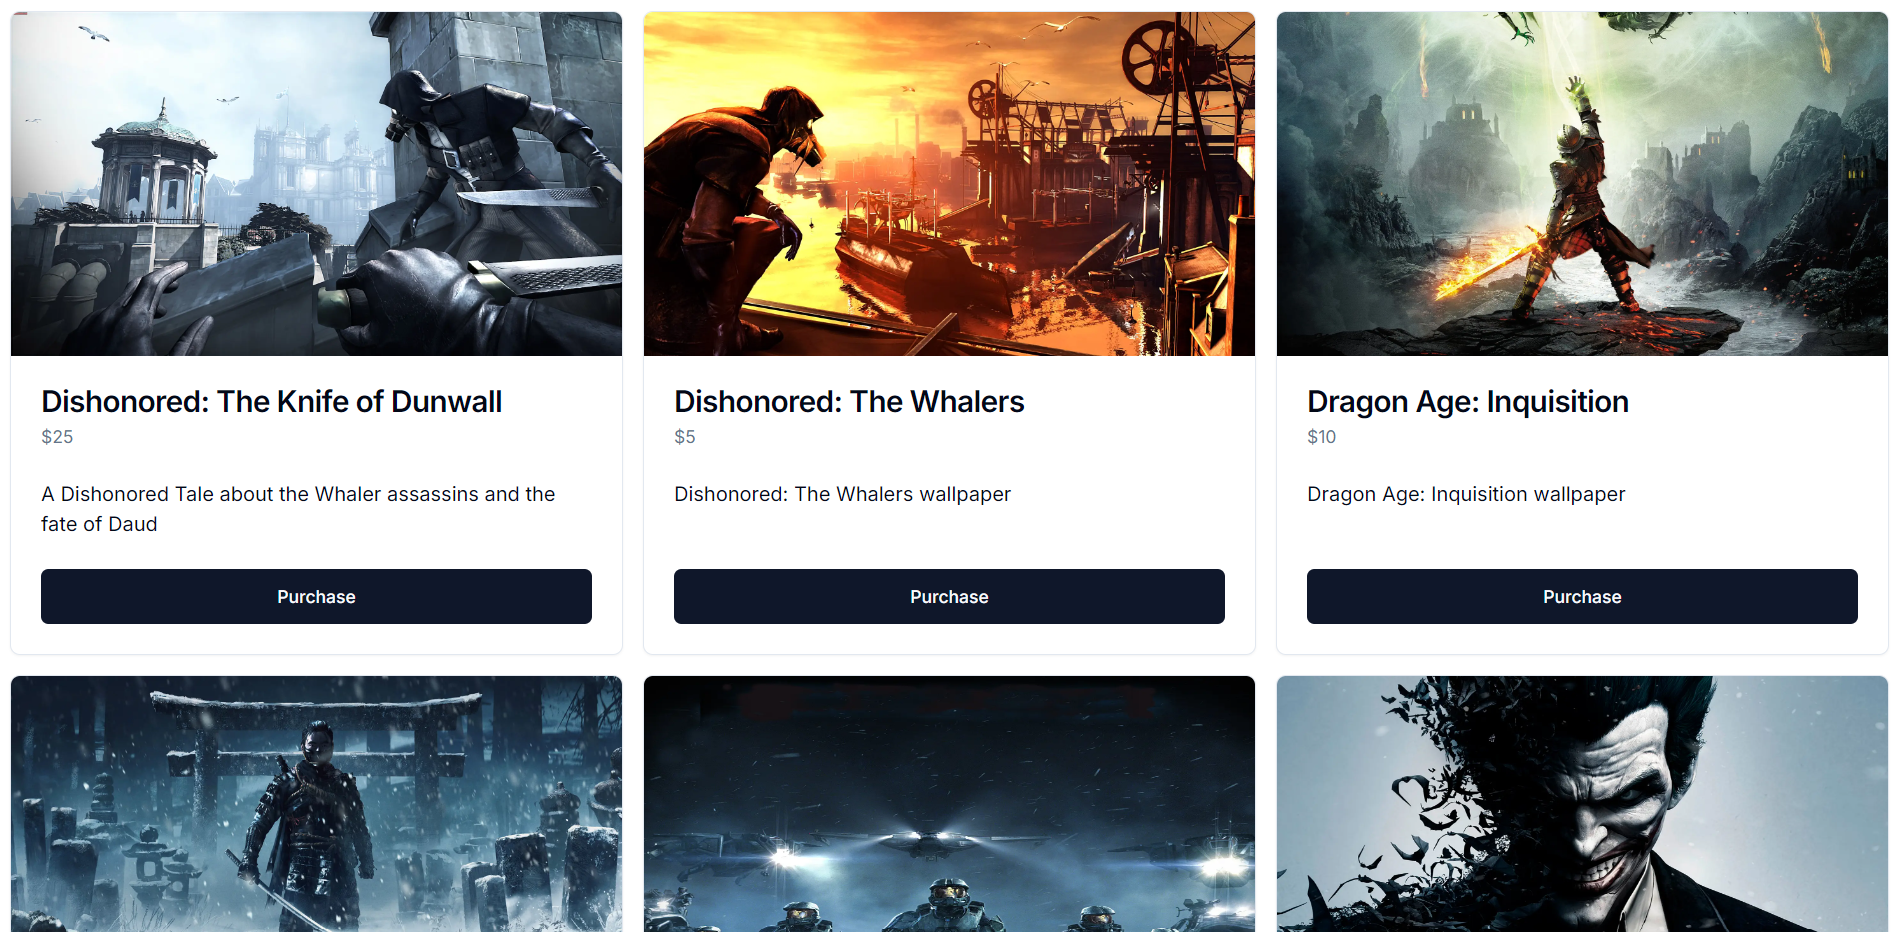 Dishonored: The Knife of Dunwall
$25
A Dishonored Tale about the Whaler assassins and the
fate of Daud
Purchase
Dishonored: The Whalers
$5
Dishonored: The Whalers wallpaper
Purchase
Dragon Age: Inquisition
$10
Dragon Age: Inquisition wallpaper
Purchase